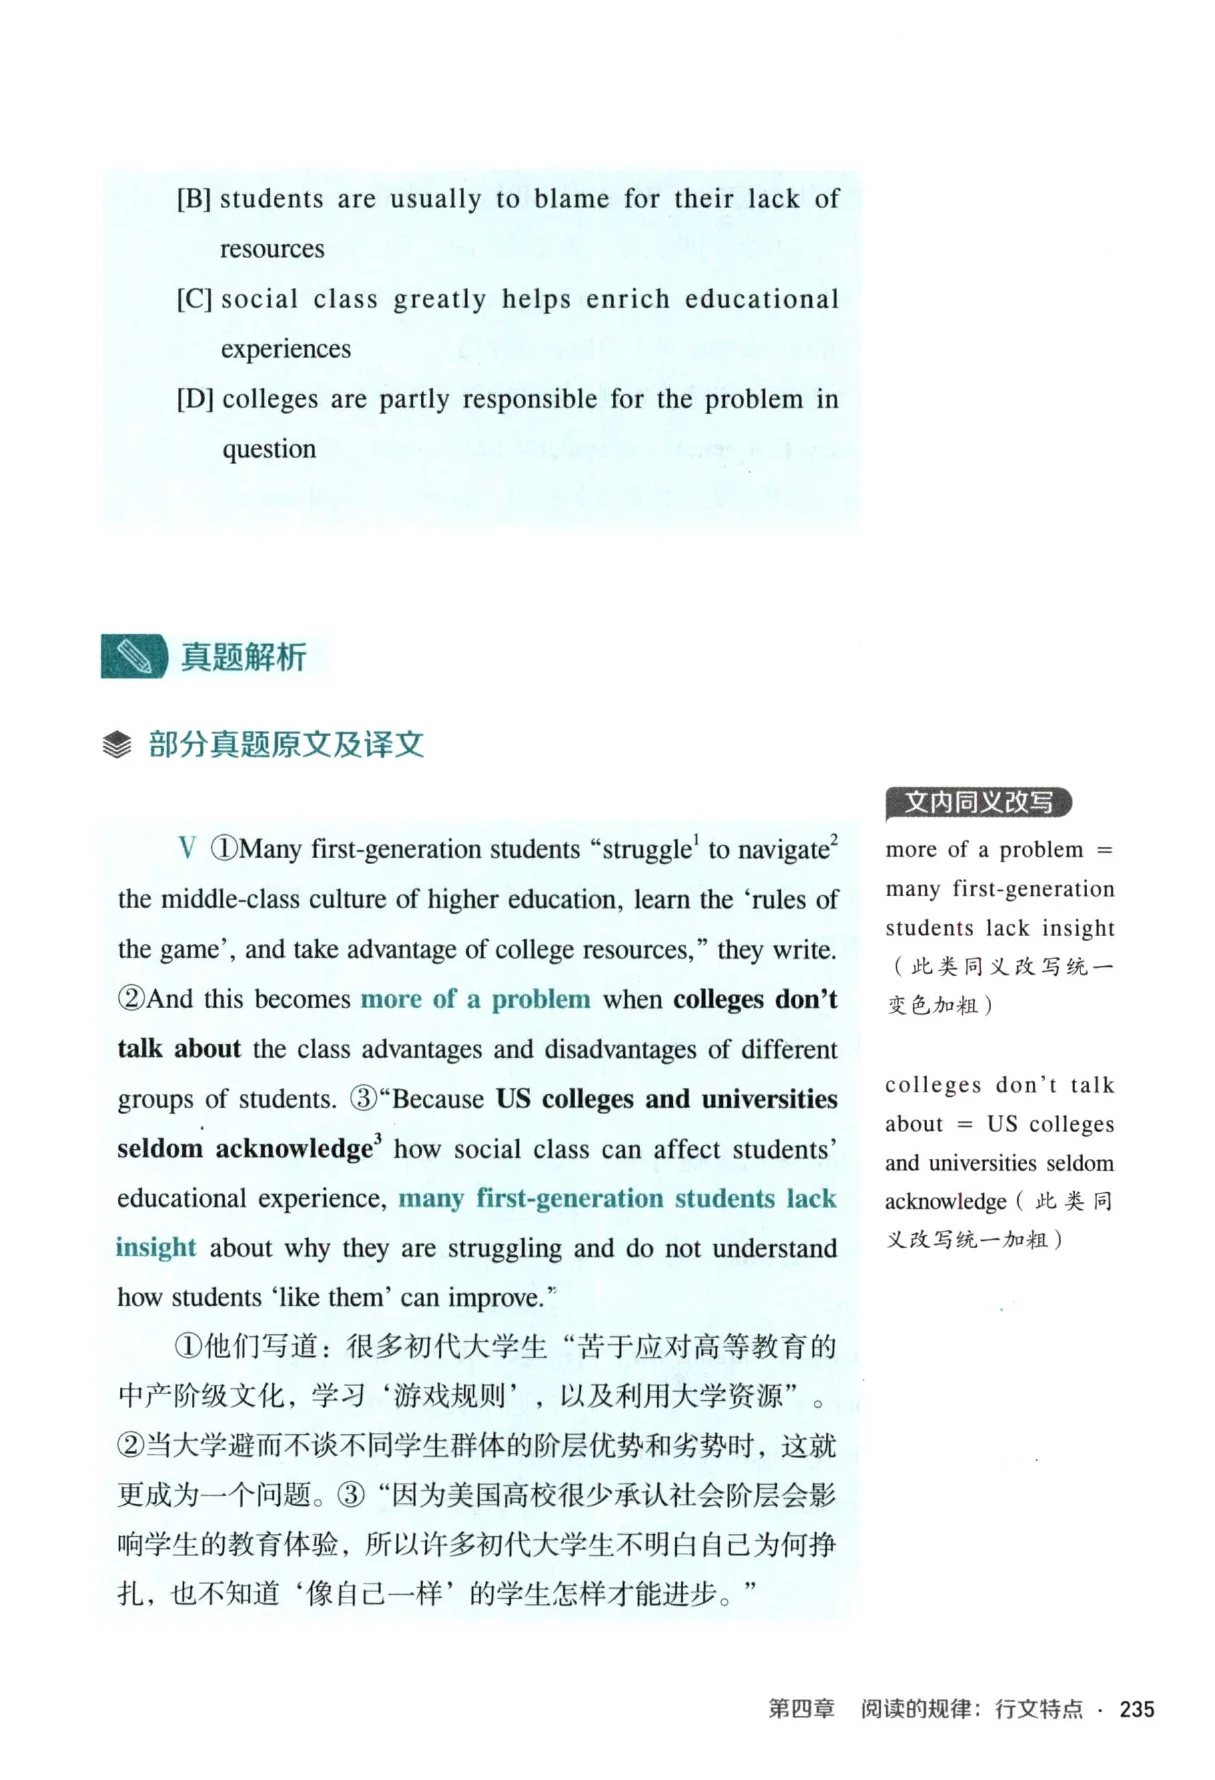 [B] students are usually to blame for their lack of
resources
[C] social class greatly helps enrich educational
experiences
[D] colleges are partly responsible for the problem in
question
真题解析
部分真题原文及译文
V ①Many first-generation students “struggle¹ to navigate²
the middle-class culture of higher education, learn the ‘rules of
the game’, and take advantage of college resources,” they write.
②And this becomes more of a problem when colleges don’t
talk about the class advantages and disadvantages of different
groups of students. ③“Because US colleges and universities
seldom acknowledge³ how social class can affect students’
educational experience, many first-generation students lack
insight about why they are struggling and do not understand
how students ‘like them’ can improve.”
①他们写道：很多初代大学生“苦于应对高等教育的
中产阶级文化，学习‘游戏规则’，以及利用大学资源”。
②当大学避而不谈不同学生群体的阶层优势和劣势时，这就
更成为一个问题。③“因为美国高校很少承认社会阶层会影
响学生的教育体验，所以许多初代大学生不明白自己为何挣
扎，也不知道‘像自己一样’的学生怎样才能进步。”
文内同义改写
more of a problem =
many first-generation
students lack insight
（此类同义改写统一
变色加粗）
colleges don’t talk
about = US colleges
and universities seldom
acknowledge（此类同
义改写统一加粗）
第四章 阅读的规律：行文特点 · 235